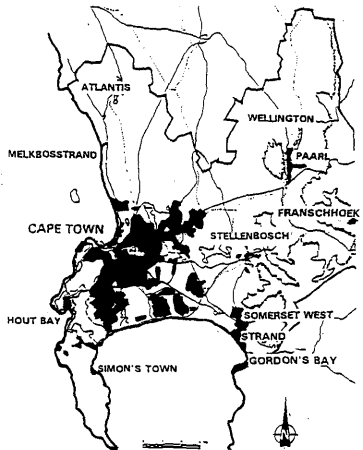 ATLANTIS
WELLINGTON
MELKBOSSTRAND
PAARL
FRANSCHHOEK
CAPE TOWN
STELLENBOSCH
HOUT BAY
SOMERSET WEST
STRAND
GORDON'S BAY
SIMON'S TOWN